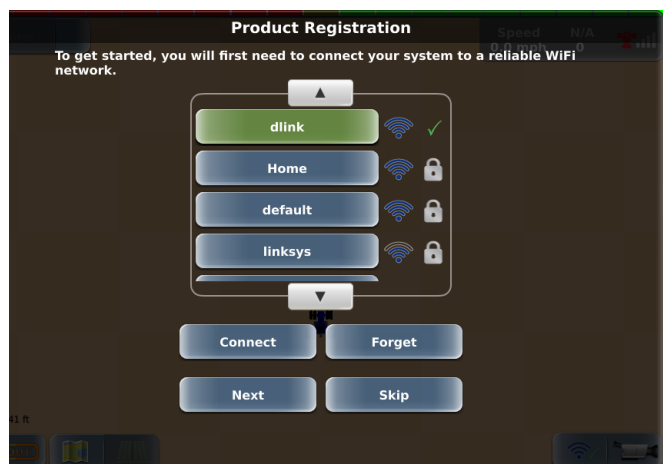 Product Registration
Speed N/A
0.0 mph 0
To get started, you will first need to connect your system to a reliable WiFi
network.
dlink
Home
default
linksys
Connect
Forget
Next
Skip
41 ft